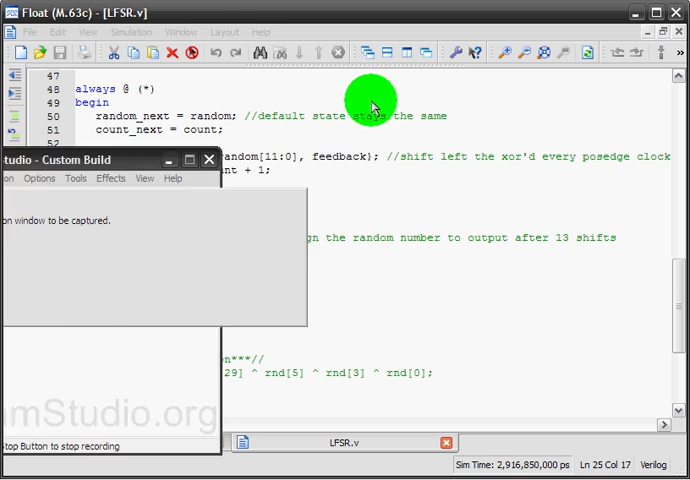 Float (M.63c) - [LFSR.v]
File Edit View Simulation Window Layout Help
47
48 always @ (*)
49 begin
50 random_next = random; //default state stays the same
51 count_next = count;
52
andom[11:0], feedback}; //shift left the xor'd every posedge clock
nt + 1;
gn the random number to output after 13 shifts
on***//
29] ^ rnd[5] ^ rnd[3] ^ rnd[0];
tudio - Custom Build
on Options Tools Effects View Help
on window to be captured.
amStudio.org
Stop Button to stop recording
LFSR.v
Sim Time: 2,916,850,000 ps Ln 25 Col 17 Verilog